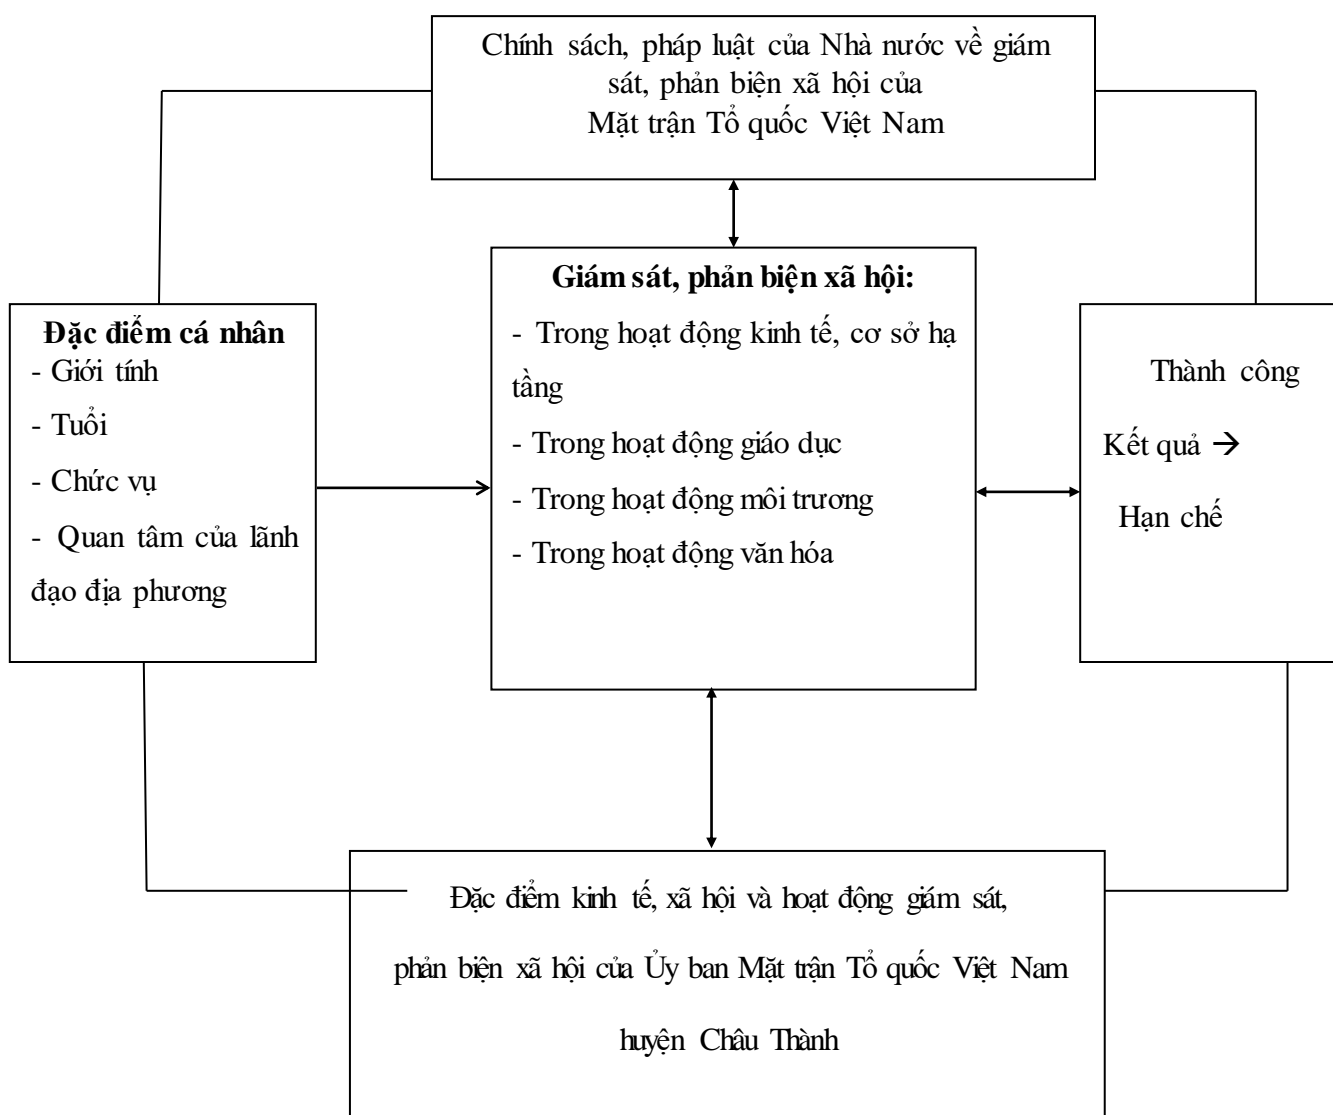 Chính sách, pháp luật của Nhà nước về giám
sát, phản biện xã hội của
Mặt trận Tổ quốc Việt Nam
Đặc điểm cá nhân
- Giới tính
- Tuổi
- Chức vụ
- Quan tâm của lãnh
đạo địa phương
Giám sát, phản biện xã hội:
- Trong hoạt động kinh tế, cơ sở hạ
tầng
- Trong hoạt động giáo dục
- Trong hoạt động môi trương
- Trong hoạt động văn hóa
Thành công
Kết quả →
Hạn chế
Đặc điểm kinh tế, xã hội và hoạt động giám sát,
phản biện xã hội của Ủy ban Mặt trận Tổ quốc Việt Nam
huyện Châu Thành